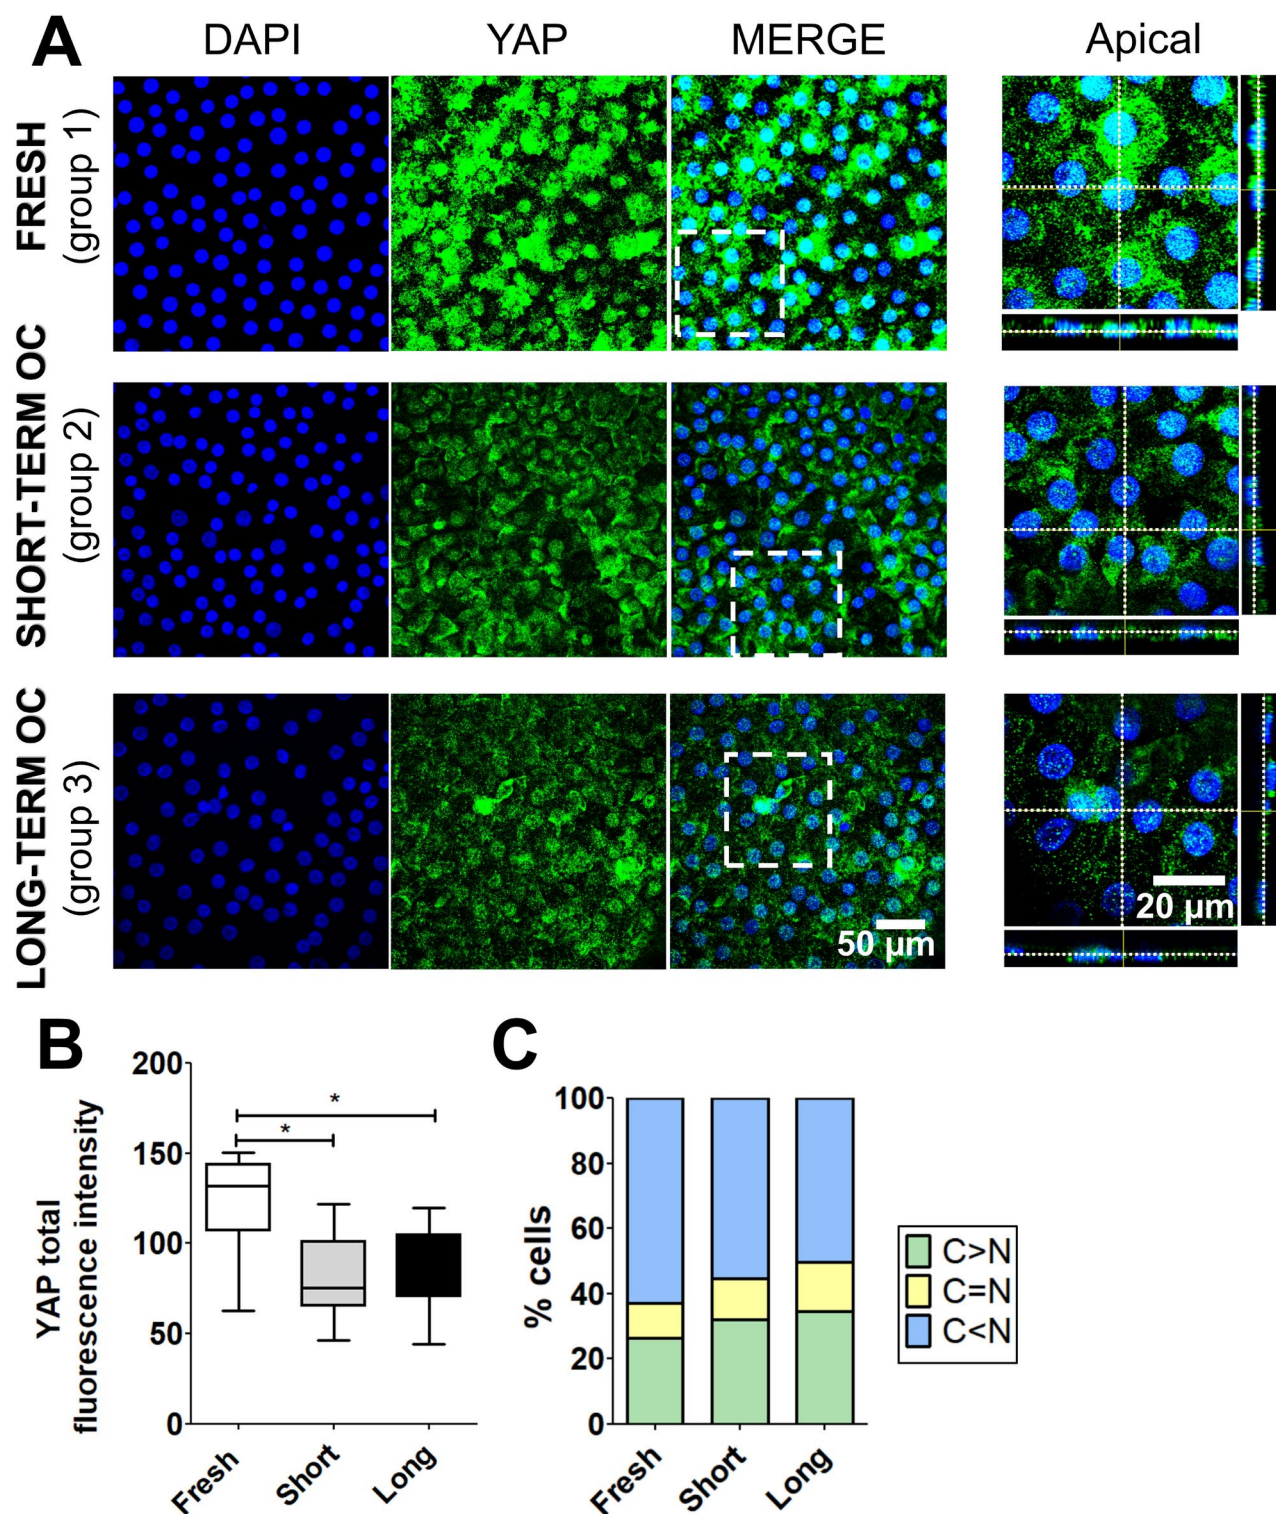 A
DAPI
YAP
MERGE
Apical
FRESH
(group 1)
SHORT-TERM OC
(group 2)
LONG-TERM OC
(group 3)
50 µm
20 µm
B
YAP total
fluorescence intensity
200
150
100
50
0
*
*
Fresh
Short
Long
C
% cells
100
80
60
40
20
0
Fresh
Short
Long
C>N
C=N
C<N